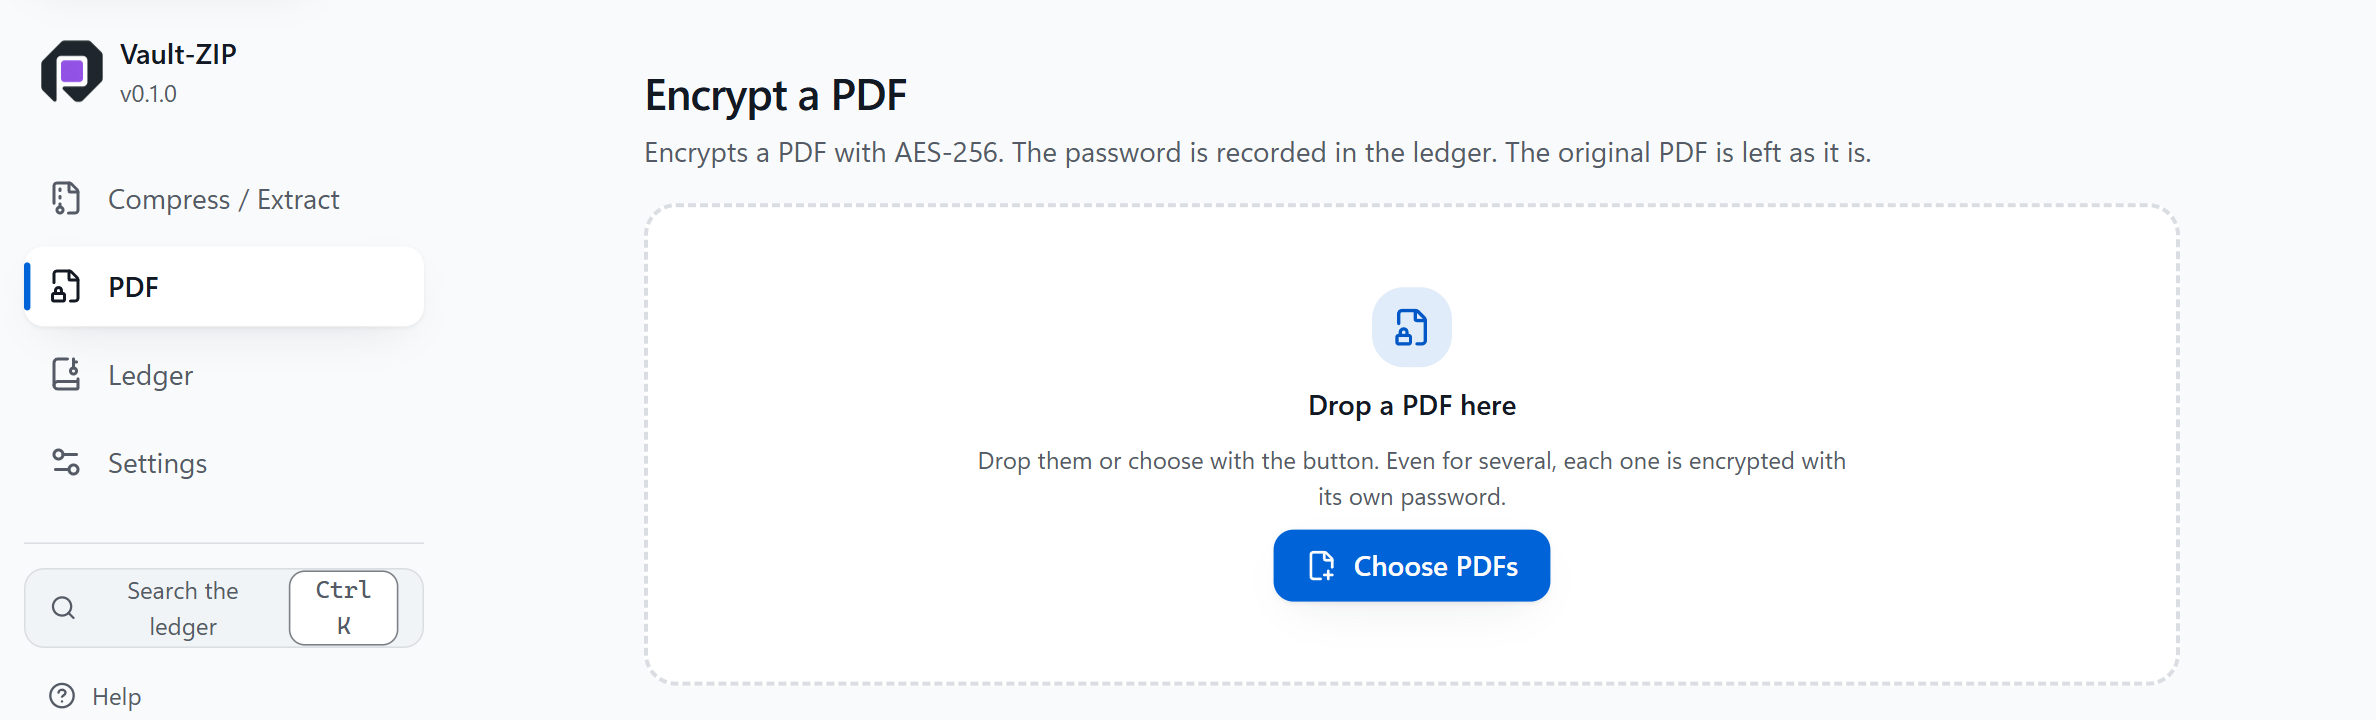 Vault-ZIP
v0.1.0
Compress / Extract
PDF
Ledger
Settings
Search the
ledger
Ctrl
K
Help
Encrypt a PDF
Encrypts a PDF with AES-256. The password is recorded in the ledger. The original PDF is left as it is.
Drop a PDF here
Drop them or choose with the button. Even for several, each one is encrypted with
its own password.
Choose PDFs